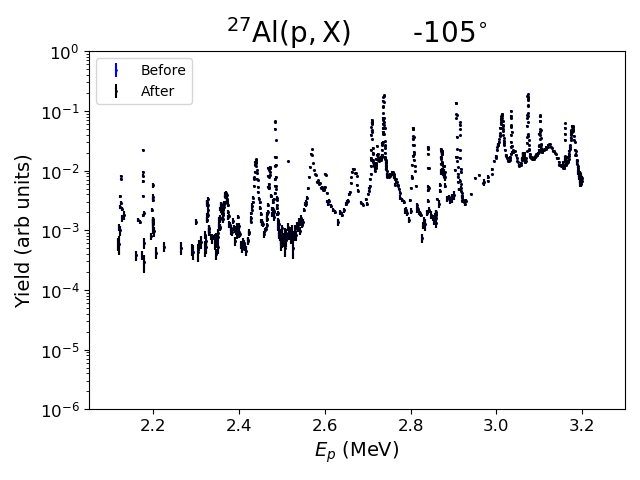 ²⁷Al(p, X) -105°
Before
After
10⁰
10⁻¹
10⁻²
10⁻³
10⁻⁴
10⁻⁵
10⁻⁶
Yield (arb units)
2.2 2.4 2.6 2.8 3.0 3.2
Eₚ (MeV)